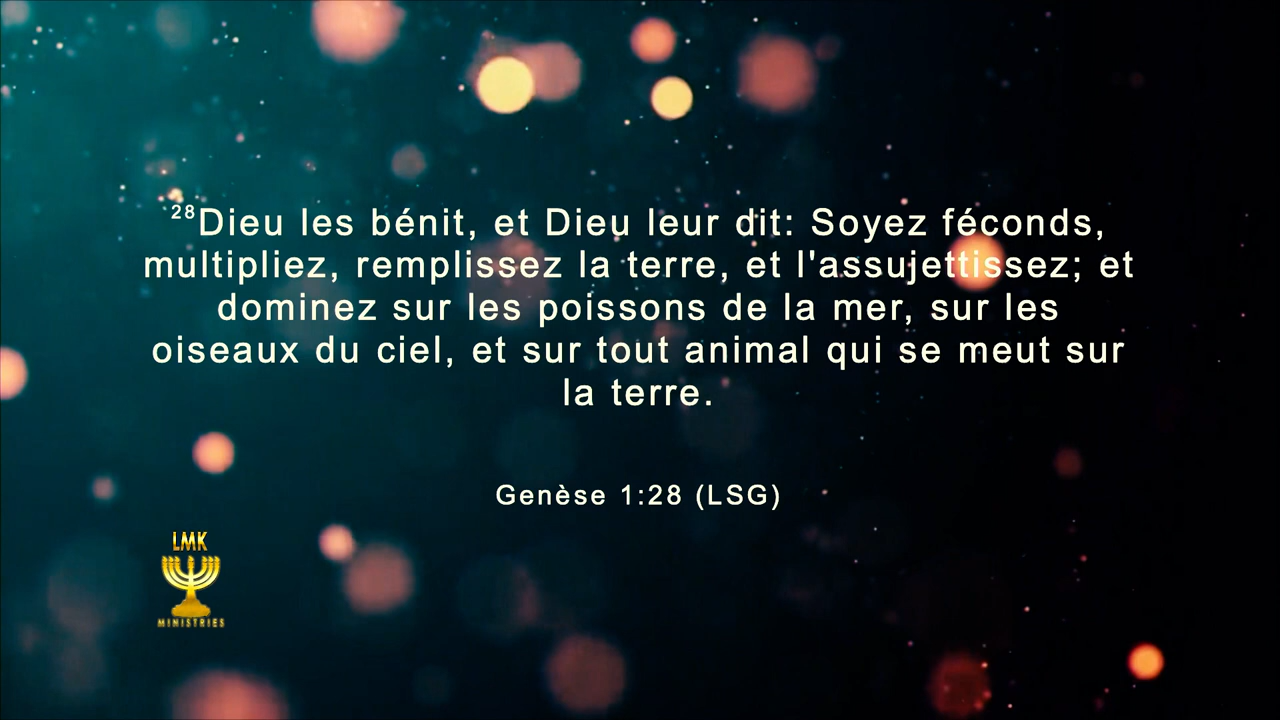 ²⁸Dieu les bénit, et Dieu leur dit: Soyez féconds,
multipliez, remplissez la terre, et l'assujettissez; et
dominez sur les poissons de la mer, sur les
oiseaux du ciel, et sur tout animal qui se meut sur
la terre.
Genèse 1:28 (LSG)
LMK
MINISTRIES